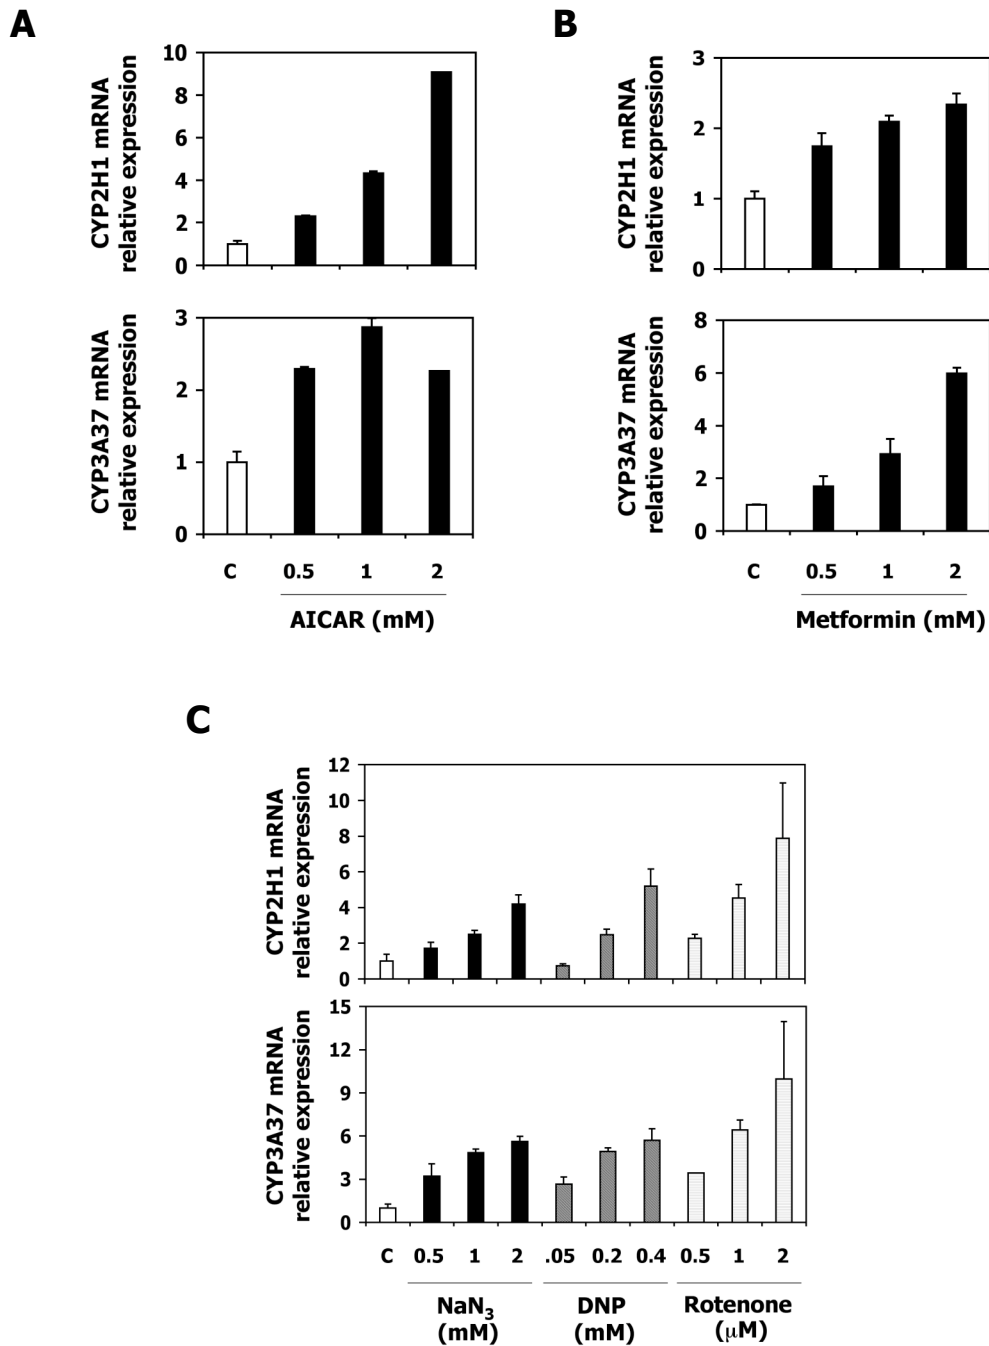 A
CYP2H1 mRNA
relative expression
10
8
6
4
2
0
CYP3A37 mRNA
relative expression
3
2
1
0
C 0.5 1 2
AICAR (mM)
B
CYP2H1 mRNA
relative expression
3
2
1
0
CYP3A37 mRNA
relative expression
8
6
4
2
0
C 0.5 1 2
Metformin (mM)
C
CYP2H1 mRNA
relative expression
12
10
8
6
4
2
0
CYP3A37 mRNA
relative expression
15
12
9
6
3
0
C 0.5 1 2 .05 0.2 0.4 0.5 1 2
NaN₃ DNP Rotenone
(mM) (mM) (μM)